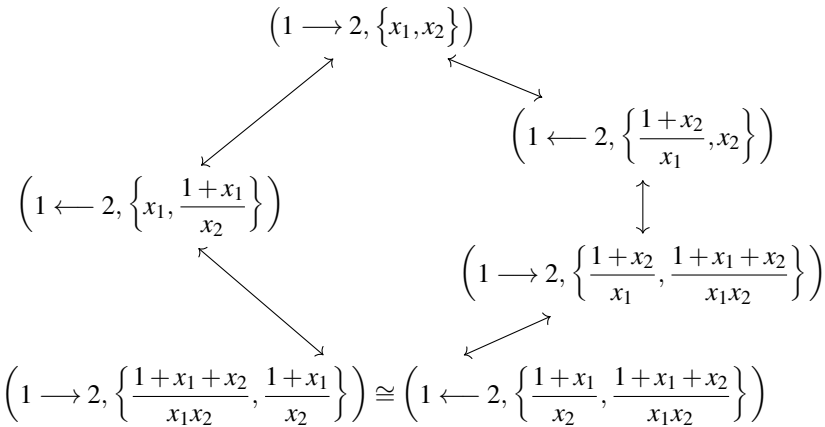 (1 ⟶ 2, {x₁, x₂})
(1 ⟵ 2, {(1 + x₂)/x₁, x₂})
(1 ⟵ 2, {x₁, (1 + x₁)/x₂})
(1 ⟶ 2, {(1 + x₂)/x₁, (1 + x₁ + x₂)/(x₁x₂)})
(1 ⟶ 2, {(1 + x₁ + x₂)/(x₁x₂), (1 + x₁)/x₂}) ≅ (1 ⟵ 2, {(1 + x₁)/x₂, (1 + x₁ + x₂)/(x₁x₂)})